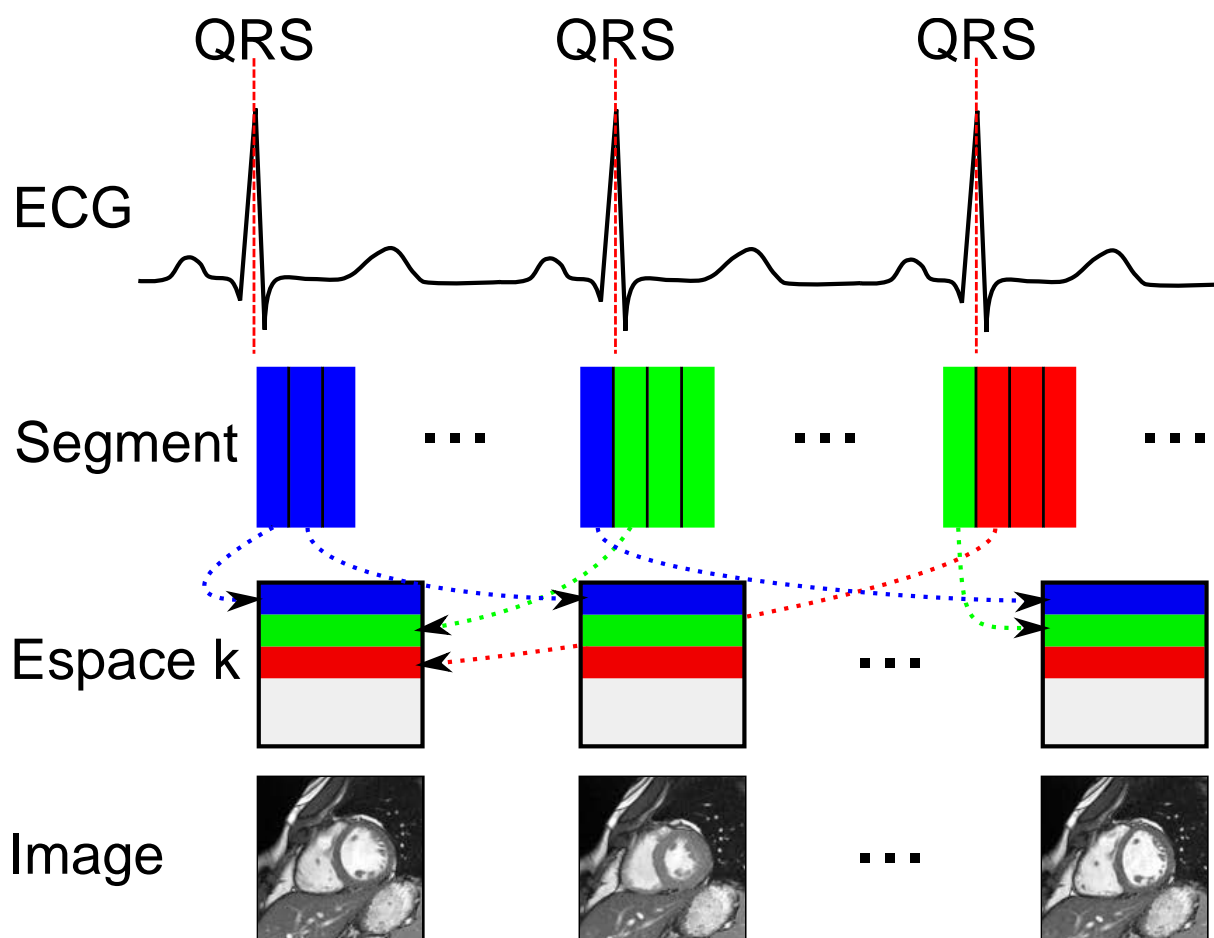 QRS QRS QRS
ECG
Segment ... ... ...
Espace k ...
Image ...